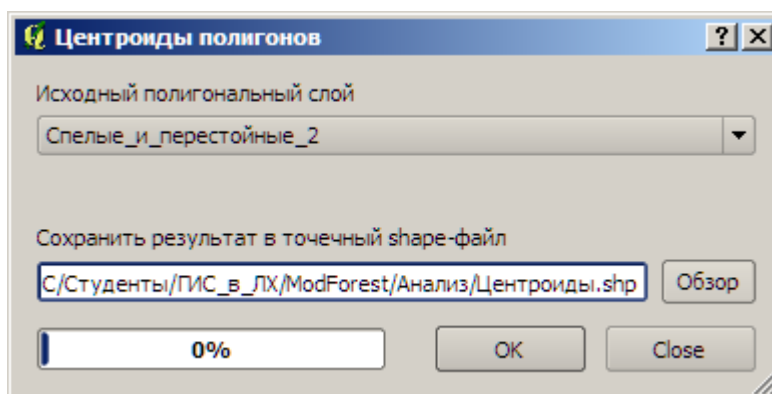 Центроиды полигонов
Исходный полигональный слой
Спелые_и_перестойные_2
Сохранить результат в точечный shape-файл
С/Студенты/ГИС_в_ЛХ/ModForest/Анализ/Центроиды.shp
Обзор
0%
OK
Close